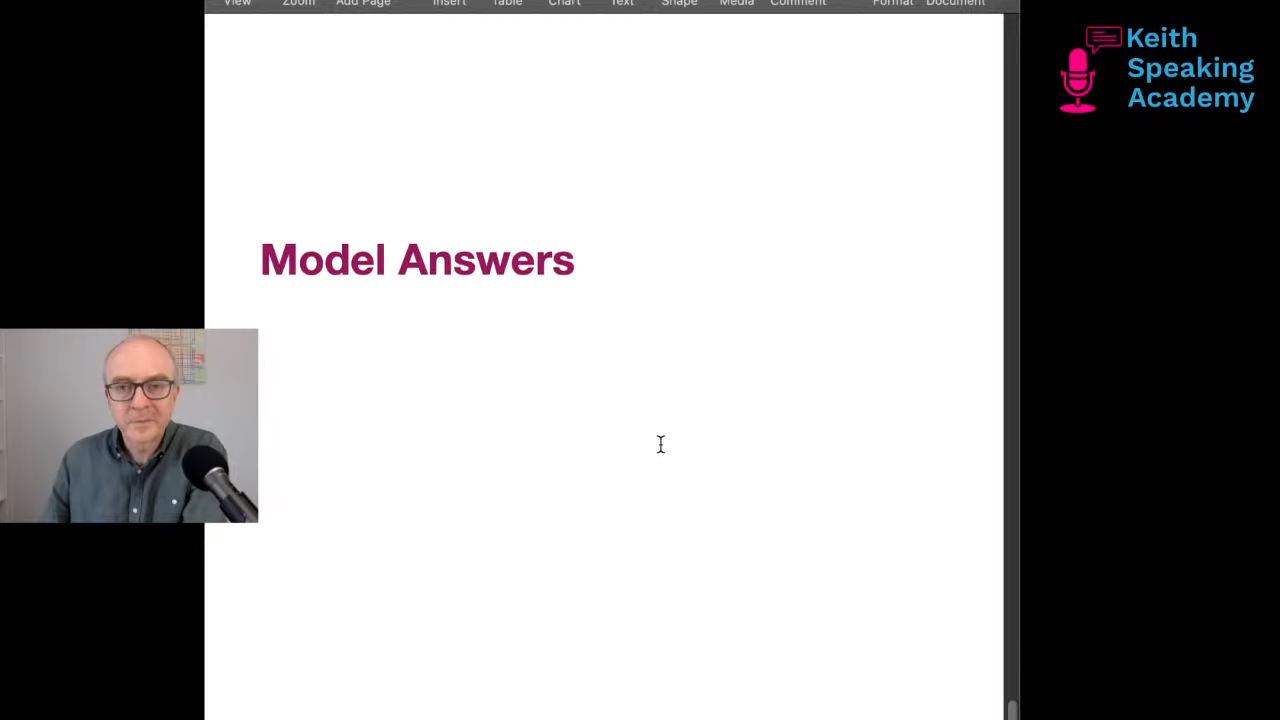 View Zoom Add Page Insert Table Chart Text Shape Media Comment Format Document
Keith
Speaking
Academy
Model Answers